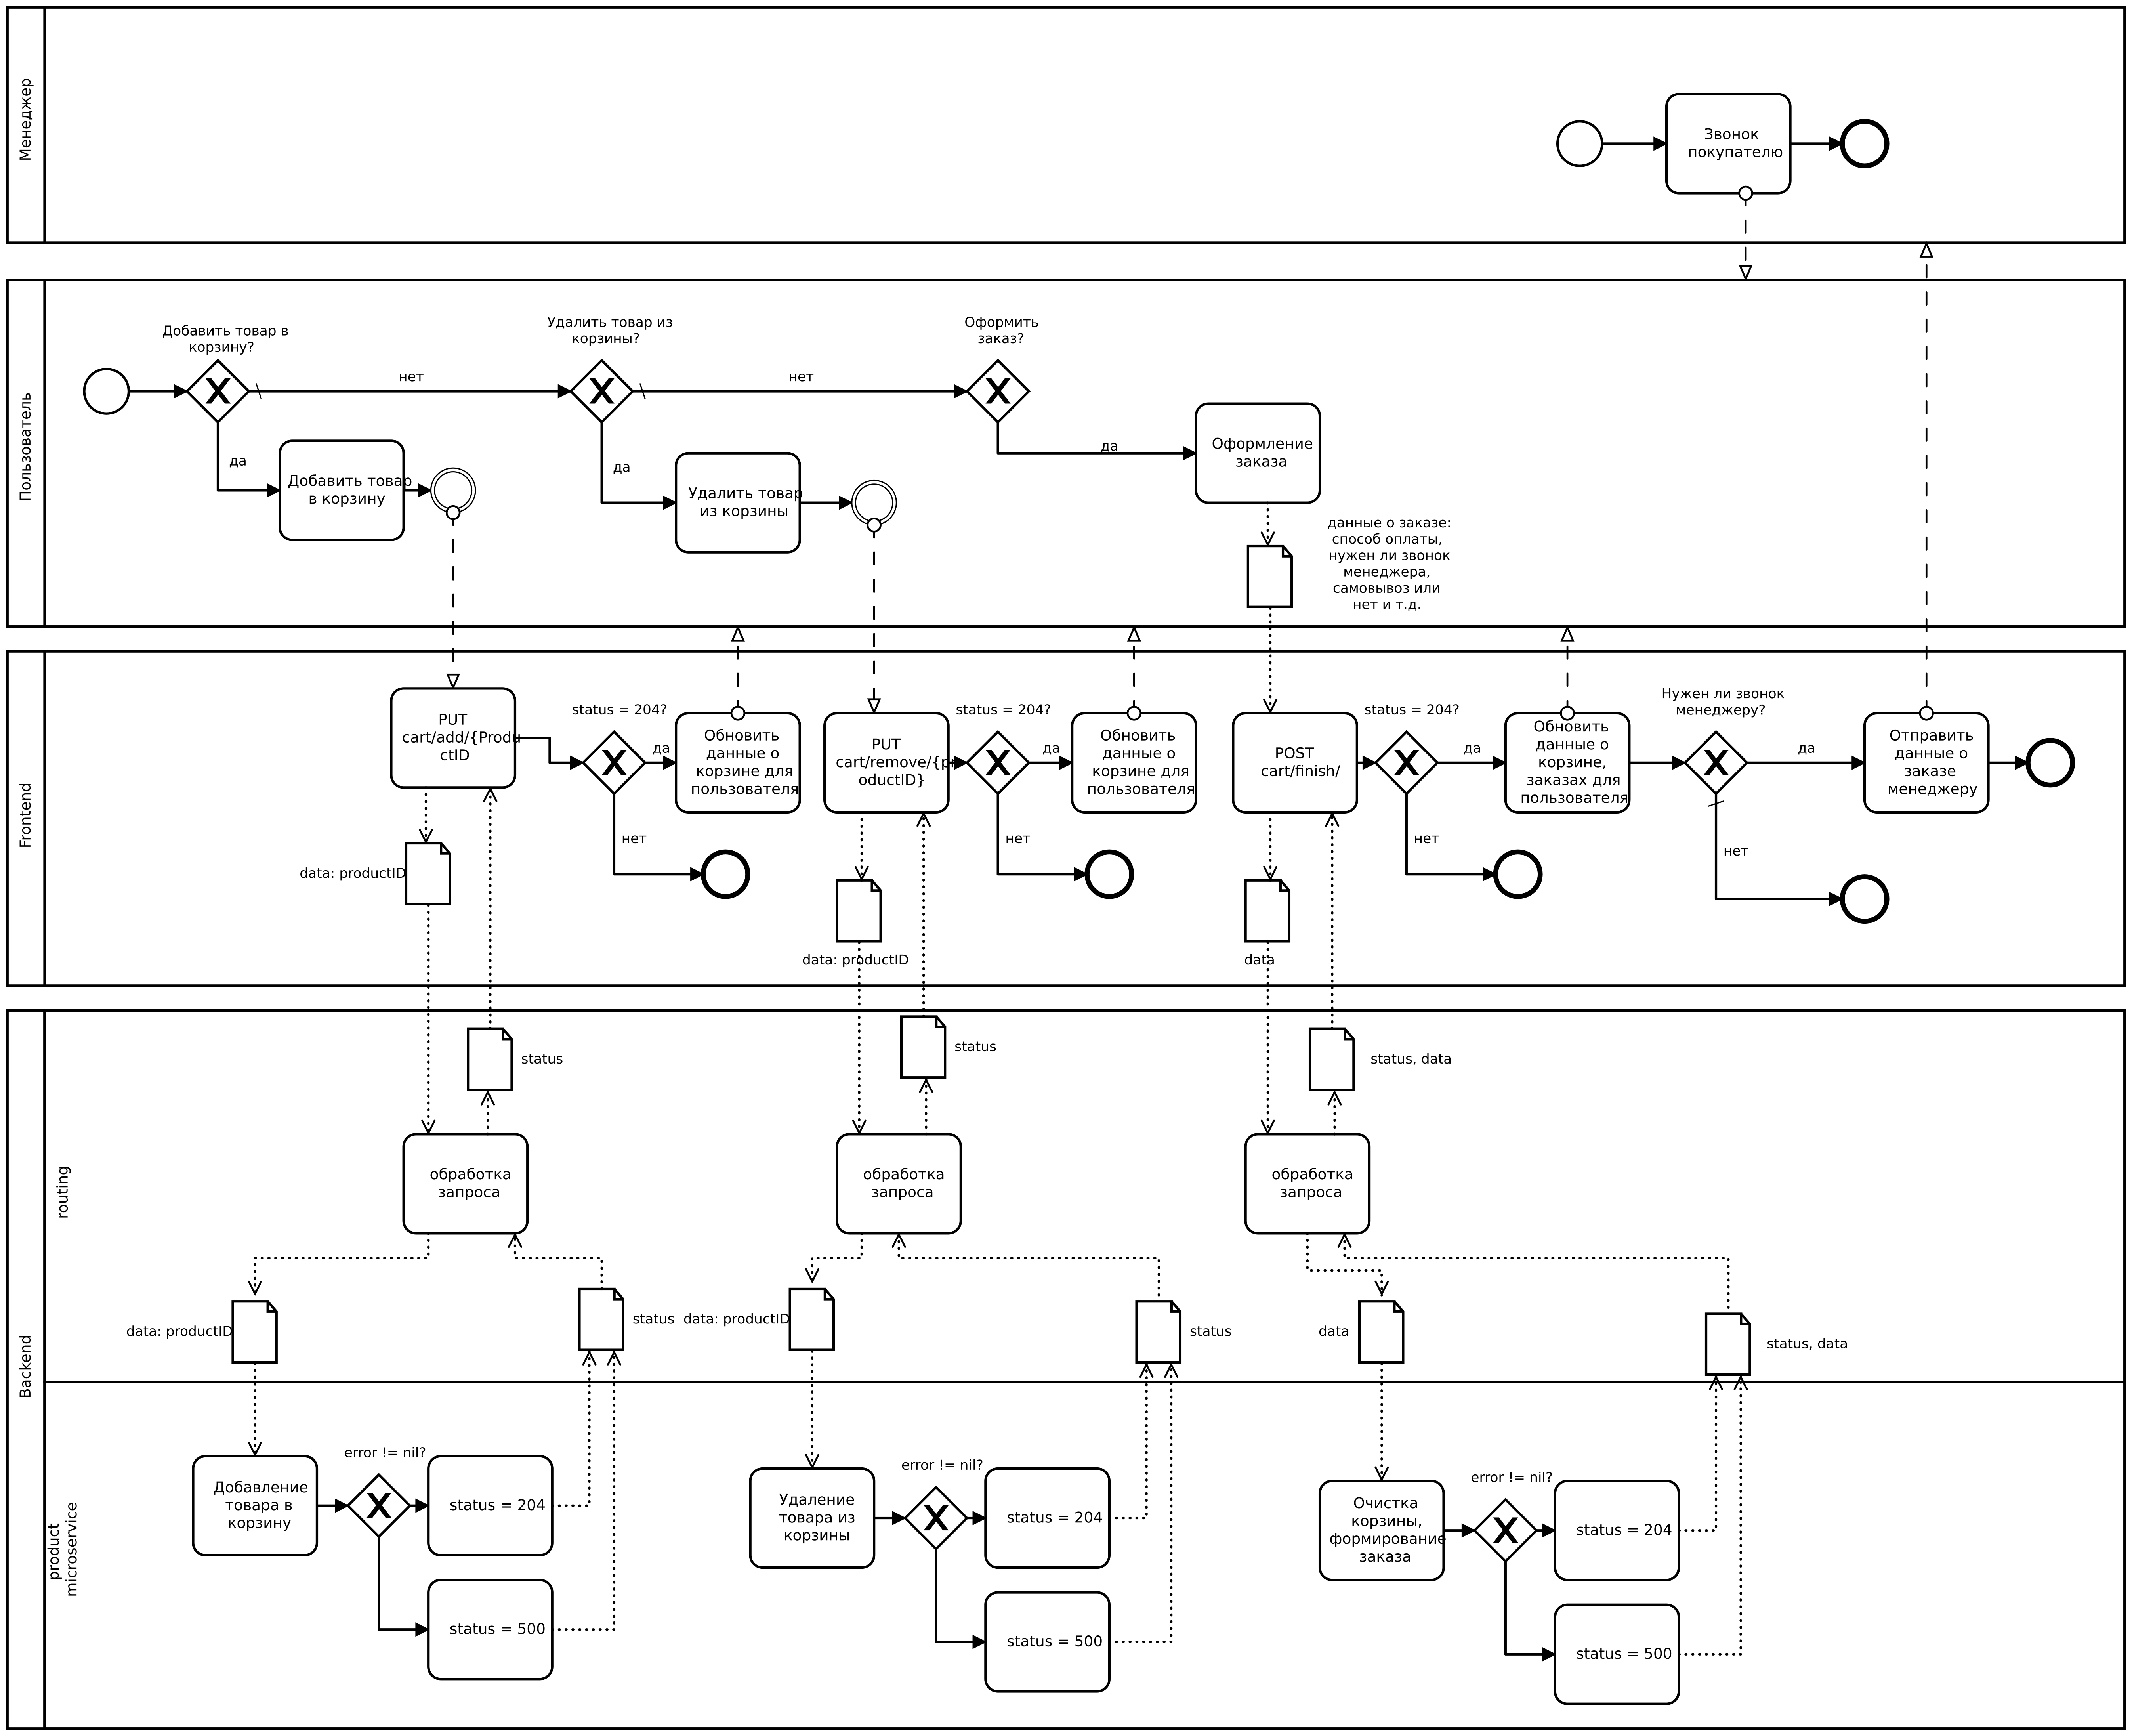 Менеджер
Звонок
покупателю
Пользователь
Добавить товар в
корзину?
Удалить товар из
корзины?
Оформить
заказ?
нет
нет
да
да
да
Добавить товар
в корзину
Удалить товар
из корзины
Оформление
заказа
данные о заказе:
способ оплаты,
нужен ли звонок
менеджера,
самовывоз или
нет и т.д.
Frontend
PUT
cart/add/{Produ
ctID
status = 204?
да
нет
Обновить
данные о
корзине для
пользователя
PUT
cart/remove/{pr
oductID}
status = 204?
да
нет
Обновить
данные о
корзине для
пользователя
POST
cart/finish/
status = 204?
да
нет
Обновить
данные о
корзине,
заказах для
пользователя
Нужен ли звонок
менеджеру?
да
нет
Отправить
данные о
заказе
менеджеру
data: productID
data: productID
data
Backend
routing
status
status
status, data
обработка
запроса
обработка
запроса
обработка
запроса
data: productID
status
data: productID
status
data
status, data
product
microservice
Добавление
товара в
корзину
error != nil?
status = 204
status = 500
Удаление
товара из
корзины
error != nil?
status = 204
status = 500
Очистка
корзины,
формирование
заказа
error != nil?
status = 204
status = 500